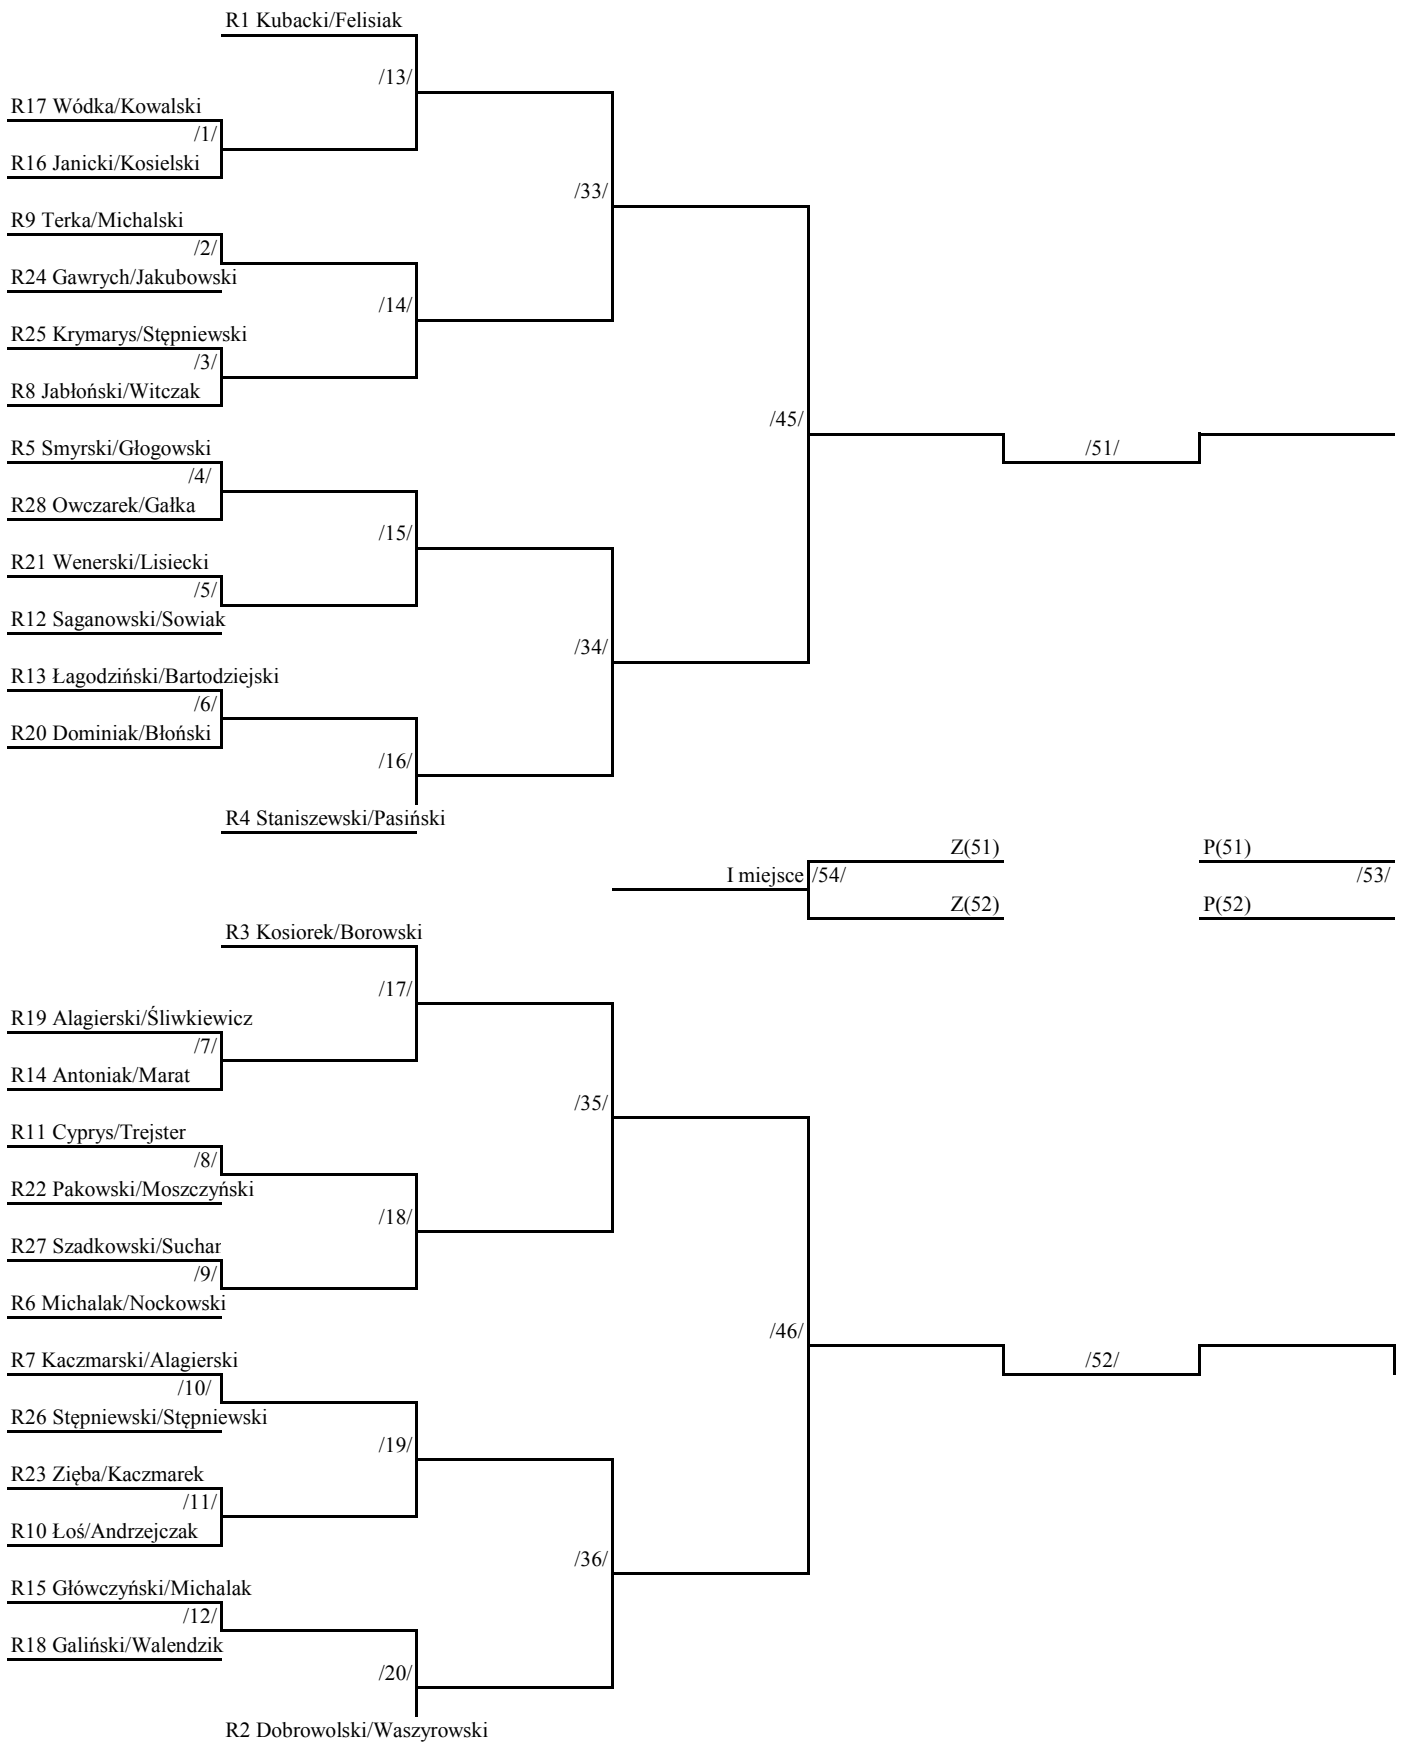 R1 Kubacki/Felisiak
/13/
R17 Wódka/Kowalski
/1/
R16 Janicki/Kosielski
/33/
R9 Terka/Michalski
/2/
R24 Gawrych/Jakubowski
/14/
R25 Krymarys/Stępniewski
/3/
R8 Jabłoński/Witczak
/45/
R5 Smyrski/Głogowski
/51/
/4/
R28 Owczarek/Gałka
/15/
R21 Wenerski/Lisiecki
/5/
R12 Saganowski/Sowiak
/34/
R13 Łagodziński/Bartodziejski
/6/
R20 Dominiak/Błoński
/16/
R4 Staniszewski/Pasiński
Z(51) P(51)
I miejsce /54/ /53/
Z(52) P(52)
R3 Kosiorek/Borowski
/17/
R19 Alagierski/Śliwkiewicz
/7/
R14 Antoniak/Marat
/35/
R11 Cyprys/Trejster
/8/
R22 Pakowski/Moszczyński
/18/
R27 Szadkowski/Suchar
/9/
R6 Michalak/Nockowski
/46/
R7 Kaczmarski/Alagierski
/52/
/10/
R26 Stępniewski/Stępniewski
/19/
R23 Zięba/Kaczmarek
/11/
R10 Łoś/Andrzejczak
/36/
R15 Główczyński/Michalak
/12/
R18 Galiński/Walendzik
/20/
R2 Dobrowolski/Waszyrowski